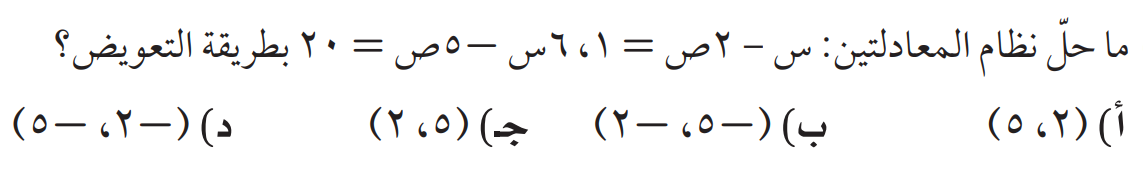 ما حلّ نظام المعادلتين: س – ٢ص = ١، ٦س –٥ص = ٢٠ بطريقة التعويض؟
أ) (٢، ٥) ب) (–٥، –٢) جـ) (٥، ٢) د) (–٢، –٥)